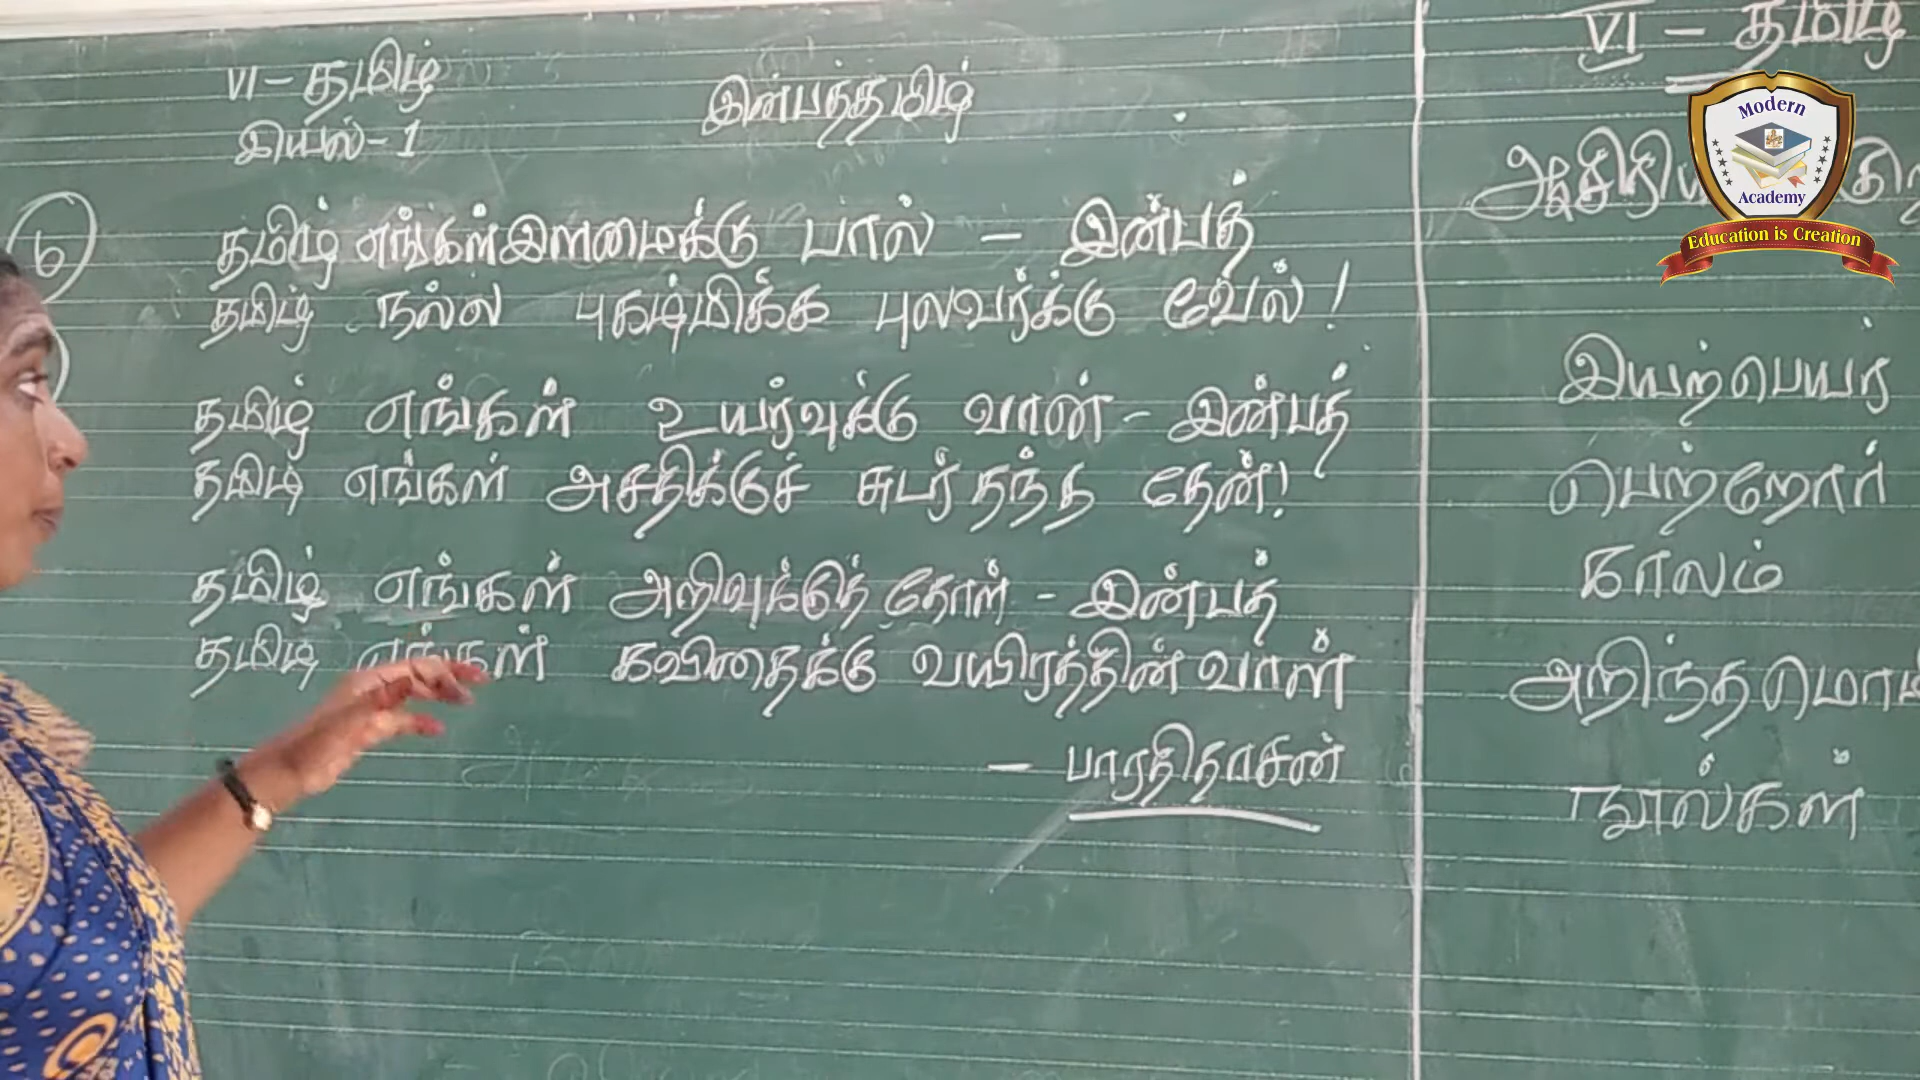 VI - தமிழ்
இயல் - 1
இன்பத்தமிழ்
தமிழ் எங்கள் இளமைக்கு பால் - இன்பத்
தமிழ் நல்ல புகழ்மிக்க புலவர்க்கு வேல்!
தமிழ் எங்கள் உயர்வுக்கு வான் - இன்பத்
தமிழ் எங்கள் அசதிக்குச் சுடர்தந்த தேன்!
தமிழ் எங்கள் அறிவுக்குத் தோள் - இன்பத்
தமிழ் எங்கள் கவிதைக்கு வயிரத்தின் வாள்
- பாரதிதாசன்
VI - தமிழ்
இயற்பெயர்
பெற்றோர்
காலம்
நூல்கள்
Modern
Academy
Education is Creation